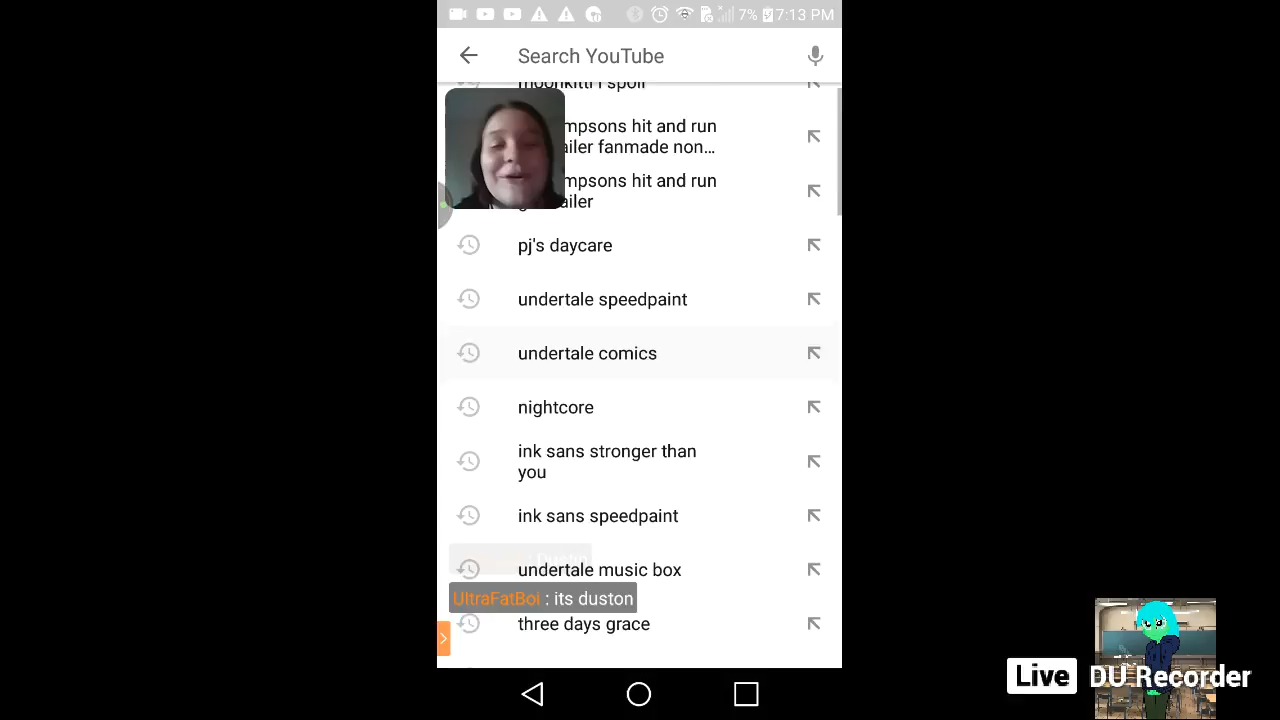 7% 7:13 PM
Search YouTube
moonkitti i spoil
mpsons hit and run
ailer fanmade non...
mpsons hit and run
ailer
pj's daycare
undertale speedpaint
undertale comics
nightcore
ink sans stronger than
you
ink sans speedpaint
undertale music box
UltraFatBoi : its duston
three days grace
Live DU Recorder